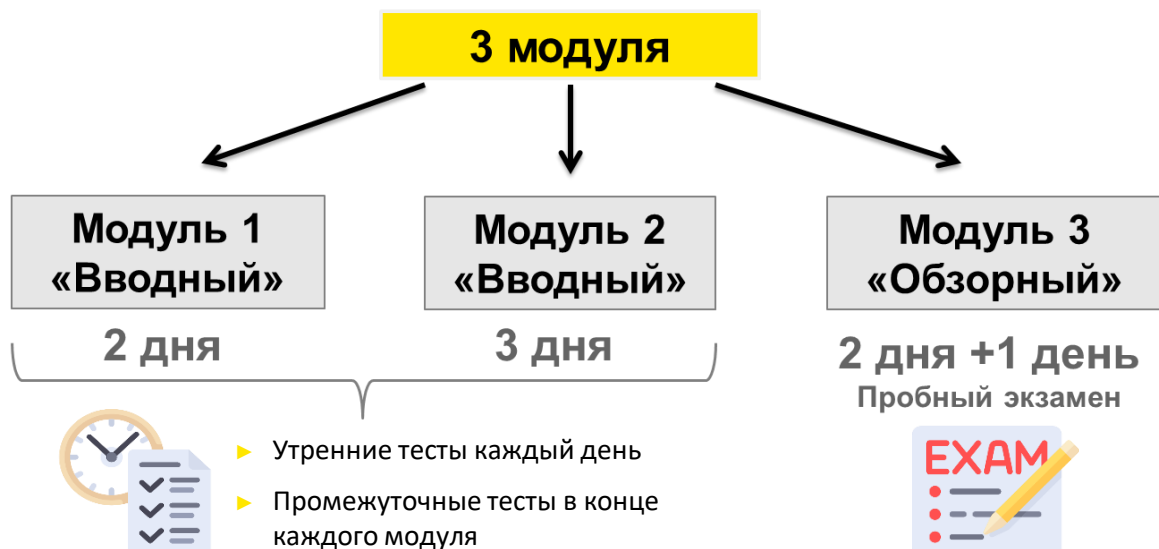 3 модуля
Модуль 1
«Вводный»
Модуль 2
«Вводный»
Модуль 3
«Обзорный»
2 дня
3 дня
2 дня +1 день
Пробный экзамен
Утренние тесты каждый день
Промежуточные тесты в конце
каждого модуля
EXAM